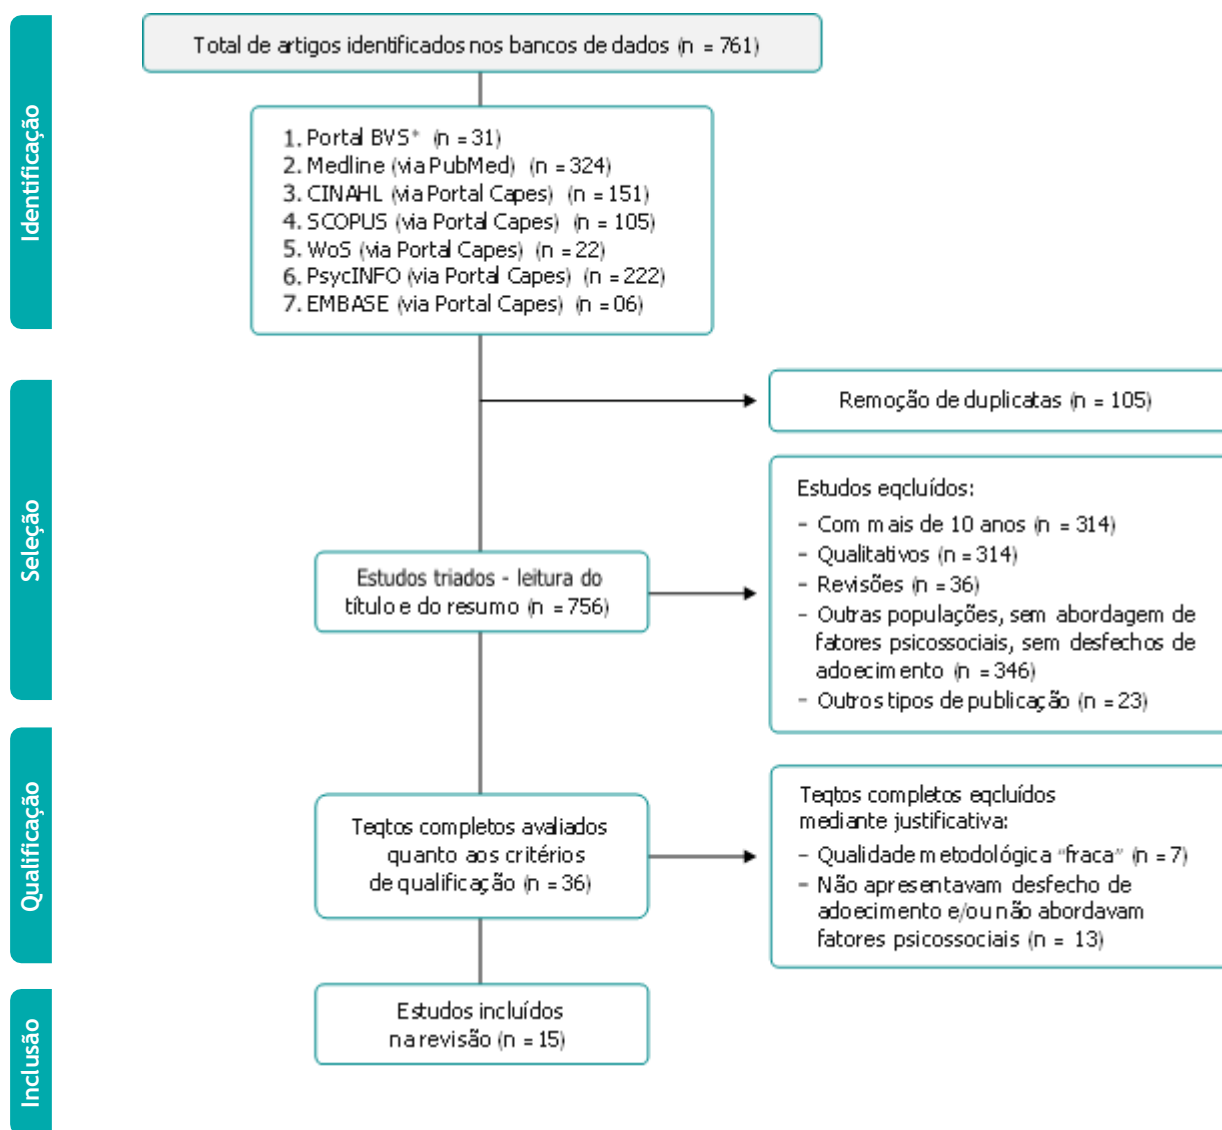 Identificação
Total de artigos identificados nos bancos de dados (n = 761)
1. Portal BVS* (n = 31)
2. Medline (via PubMed) (n = 324)
3. CINAHL (via Portal Capes) (n = 151)
4. SCOPUS (via Portal Capes) (n = 105)
5. WoS (via Portal Capes) (n = 22)
6. PsycINFO (via Portal Capes) (n = 222)
7. EMBASE (via Portal Capes) (n = 06)
Seleção
Remoção de duplicatas (n = 105)
Estudos triados - leitura do
título e do resumo (n = 756)
Estudos eqcluídos:
- Com mais de 10 anos (n = 314)
- Qualitativos (n = 314)
- Revisões (n = 36)
- Outras populações, sem abordagem de
fatores psicossociais, sem desfechos de
adoecimento (n = 346)
- Outros tipos de publicação (n = 23)
Qualificação
Teqtos completos avaliados
quanto aos critérios
de qualificação (n = 36)
Teqtos completos eqcluídos
mediante justificativa:
- Qualidade metodológica "fraca" (n = 7)
- Não apresentavam desfecho de
adoecimento e/ou não abordavam
fatores psicossociais (n = 13)
Inclusão
Estudos incluídos
na revisão (n = 15)